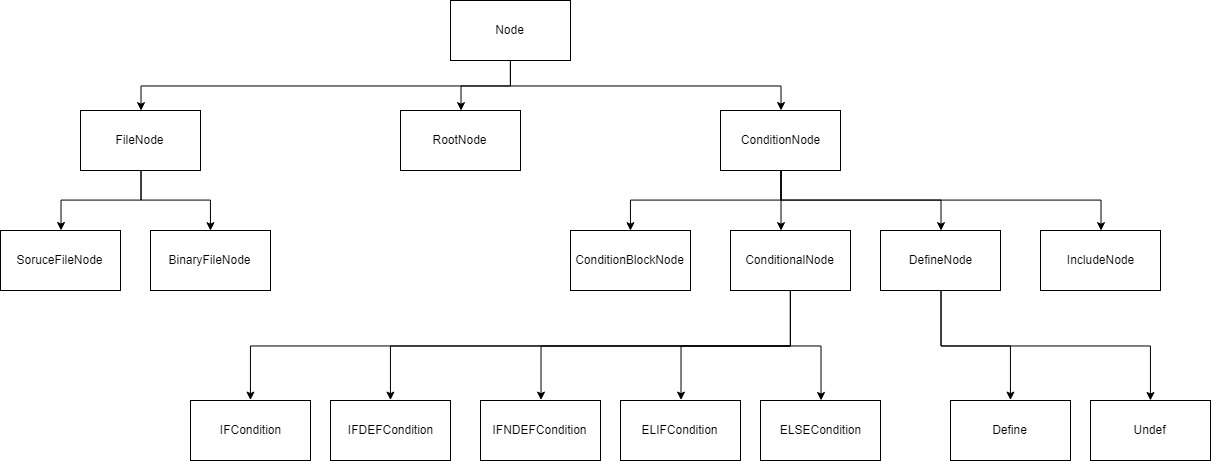 Node
FileNode
RootNode
ConditionNode
SoruceFileNode
BinaryFileNode
ConditionBlockNode
ConditionalNode
DefineNode
IncludeNode
IFCondition
IFDEFCondition
IFNDEFCondition
ELIFCondition
ELSECondition
Define
Undef